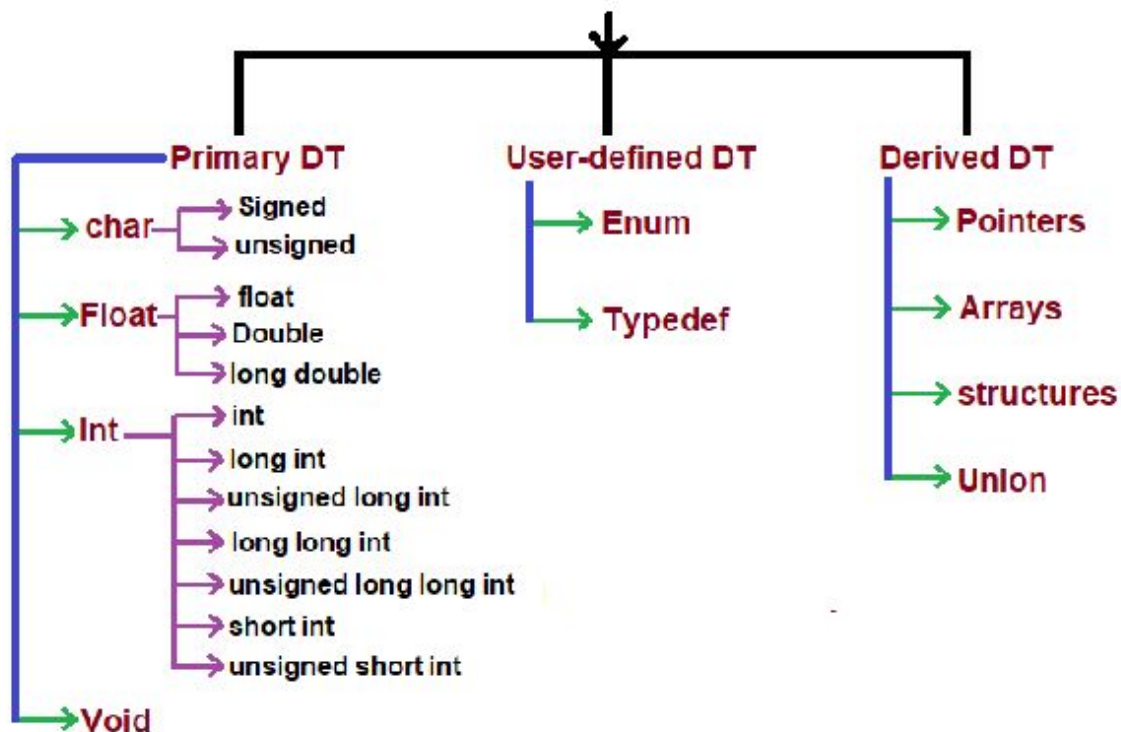 Primary DT
char
Signed
unsigned
Float
float
Double
long double
Int
int
long int
unsigned long int
long long int
unsigned long long int
short int
unsigned short int
Void
User-defined DT
Enum
Typedef
Derived DT
Pointers
Arrays
structures
Union